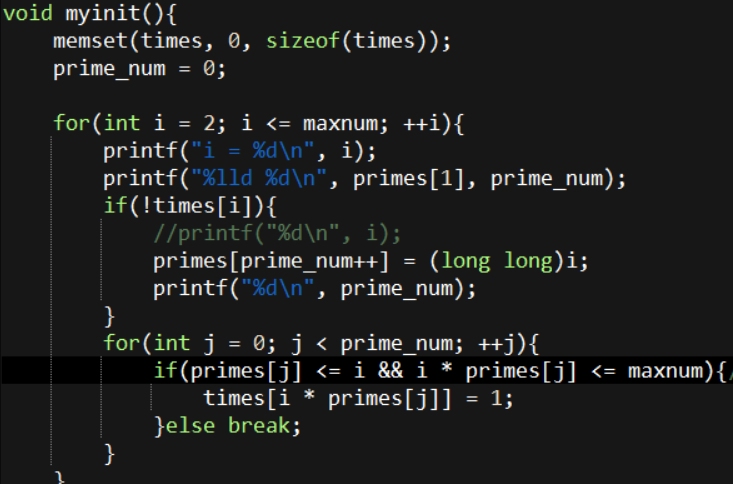 void myinit(){
    memset(times, 0, sizeof(times));
    prime_num = 0;

    for(int i = 2; i <= maxnum; ++i){
        printf("i = %d\n", i);
        printf("%lld %d\n", primes[1], prime_num);
        if(!times[i]){
            //printf("%d\n", i);
            primes[prime_num++] = (long long)i;
            printf("%d\n", prime_num);
        }
        for(int j = 0; j < prime_num; ++j){
            if(primes[j] <= i && i * primes[j] <= maxnum){/
                times[i * primes[j]] = 1;
            }else break;
        }
    }